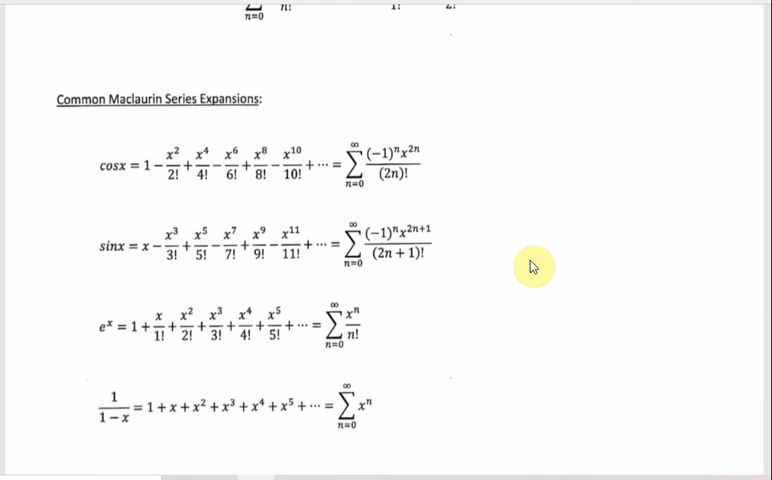 n=0 n! 1! 2!
Common Maclaurin Series Expansions:
cosx = 1 − x²/2! + x⁴/4! − x⁶/6! + x⁸/8! − x¹⁰/10! + ⋯ = ∞∑n=0 (−1)ⁿx²ⁿ/(2n)!
sinx = x − x³/3! + x⁵/5! − x⁷/7! + x⁹/9! − x¹¹/11! + ⋯ = ∞∑n=0 (−1)ⁿx²ⁿ⁺¹/(2n + 1)!
eˣ = 1 + x/1! + x²/2! + x³/3! + x⁴/4! + x⁵/5! + ⋯ = ∞∑n=0 xⁿ/n!
1/(1 − x) = 1 + x + x² + x³ + x⁴ + x⁵ + ⋯ = ∞∑n=0 xⁿ